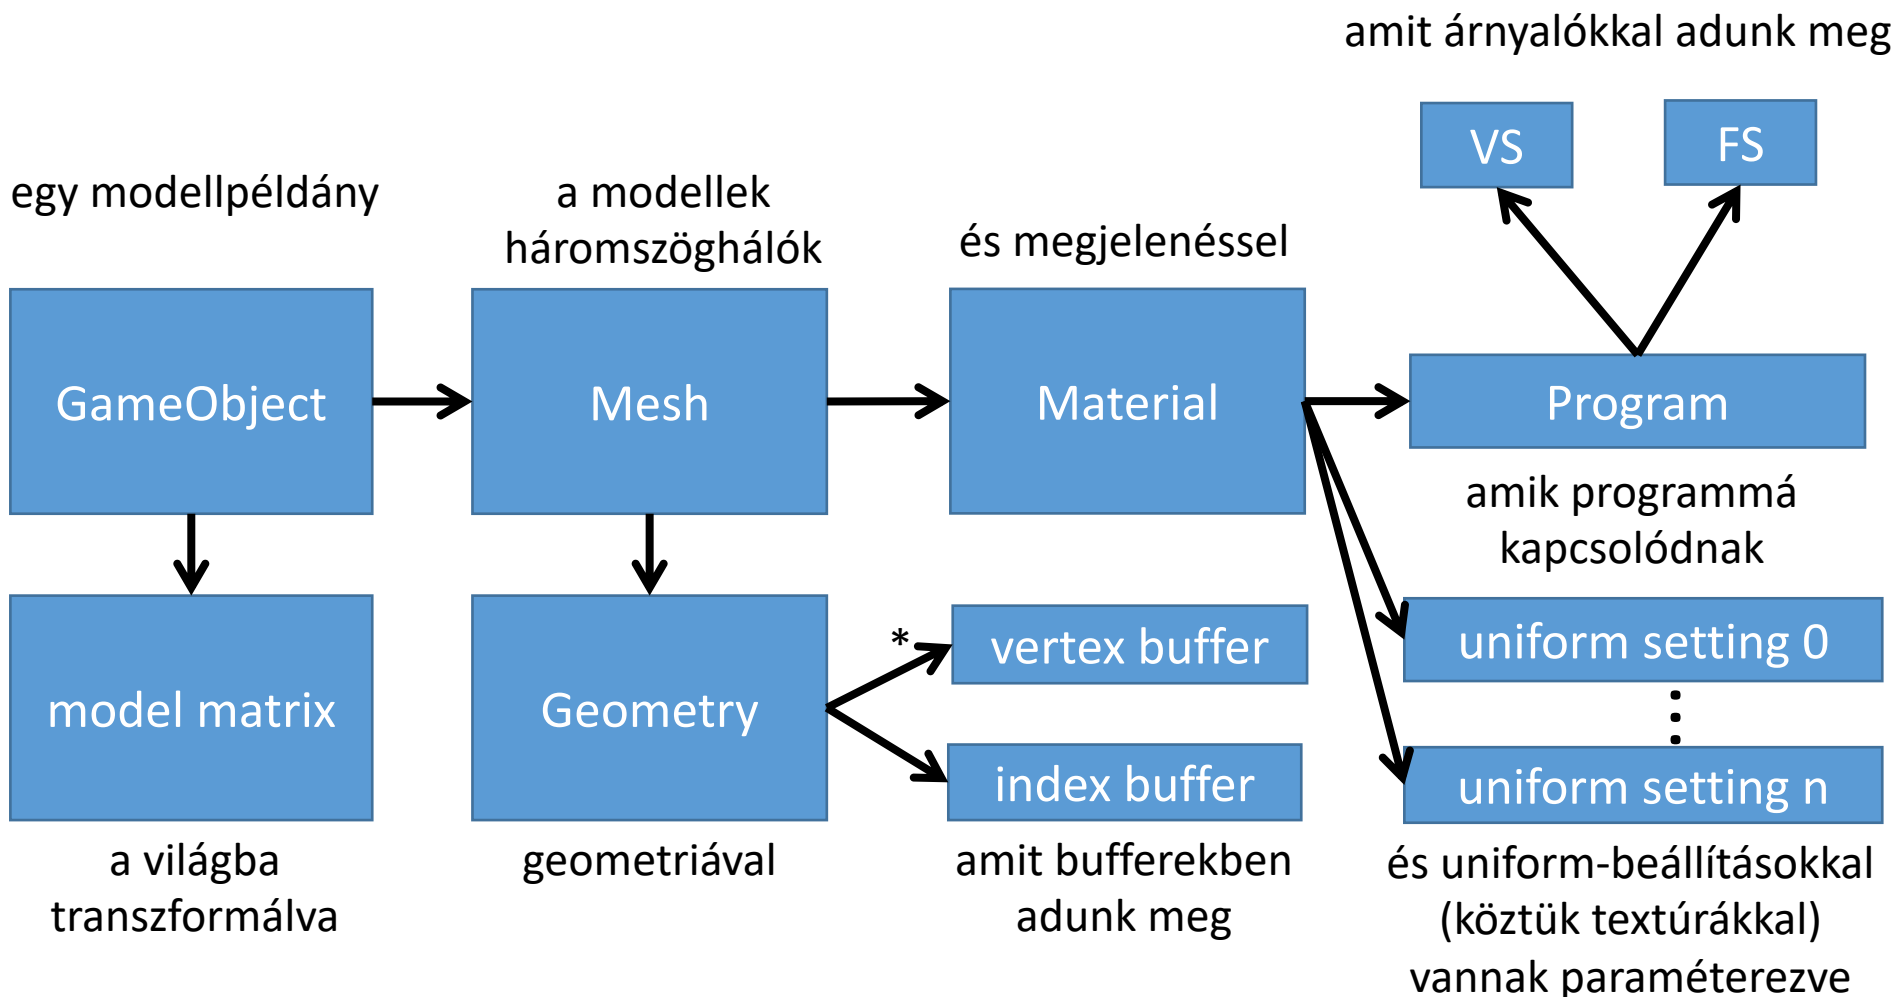 amit árnyalókkal adunk meg
VS
FS
egy modellpéldány
a modellek
háromszöghálók
és megjelenéssel
GameObject
Mesh
Material
Program
amik programmá
kapcsolódnak
model matrix
Geometry
*
vertex buffer
index buffer
uniform setting 0
⋮
uniform setting n
a világba
transzformálva
geometriával
amit bufferekben
adunk meg
és uniform-beállításokkal
(köztük textúrákkal)
vannak paraméterezve